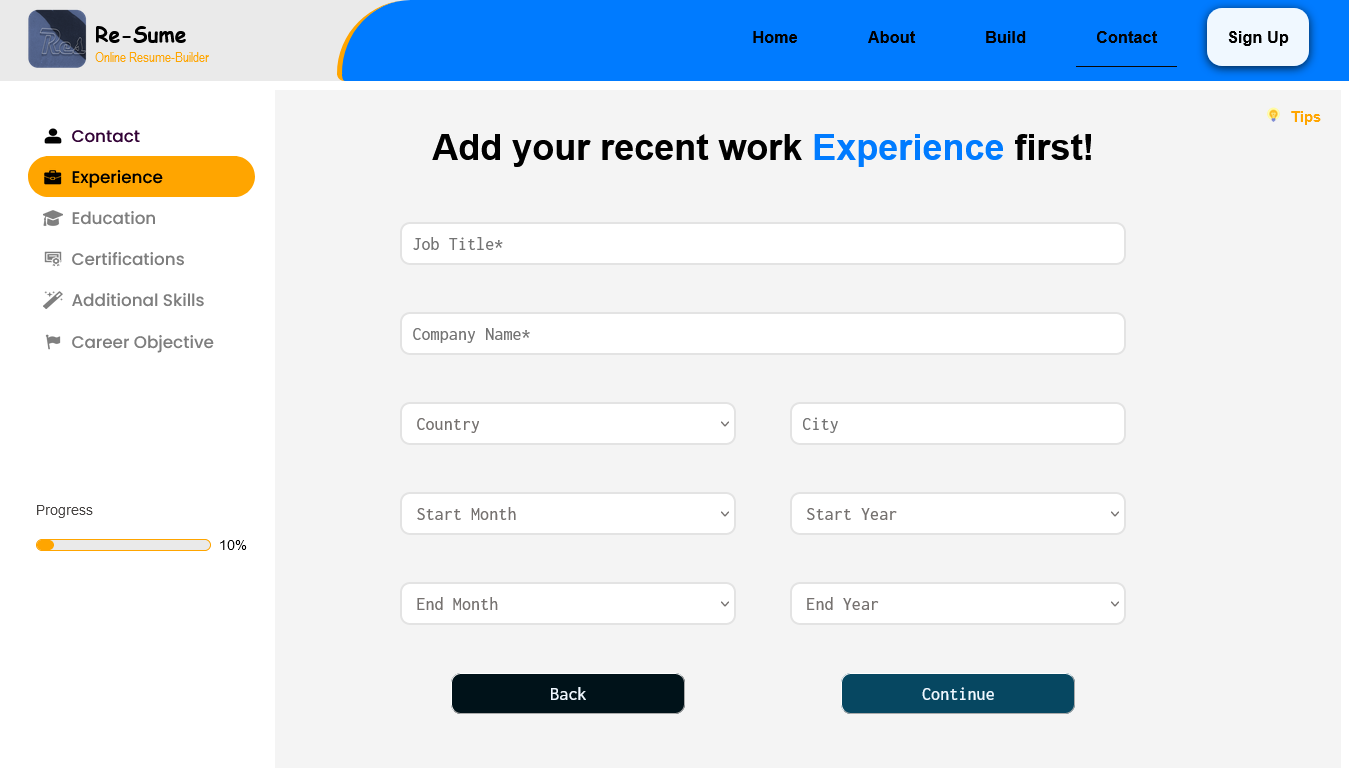 Res
Re-Sume
Online Resume-Builder
Home
About
Build
Contact
Sign Up
Contact
Experience
Education
Certifications
Additional Skills
Career Objective
Progress
10%
Tips
Add your recent work Experience first!
Job Title*
Company Name*
Country
City
Start Month
Start Year
End Month
End Year
Back
Continue